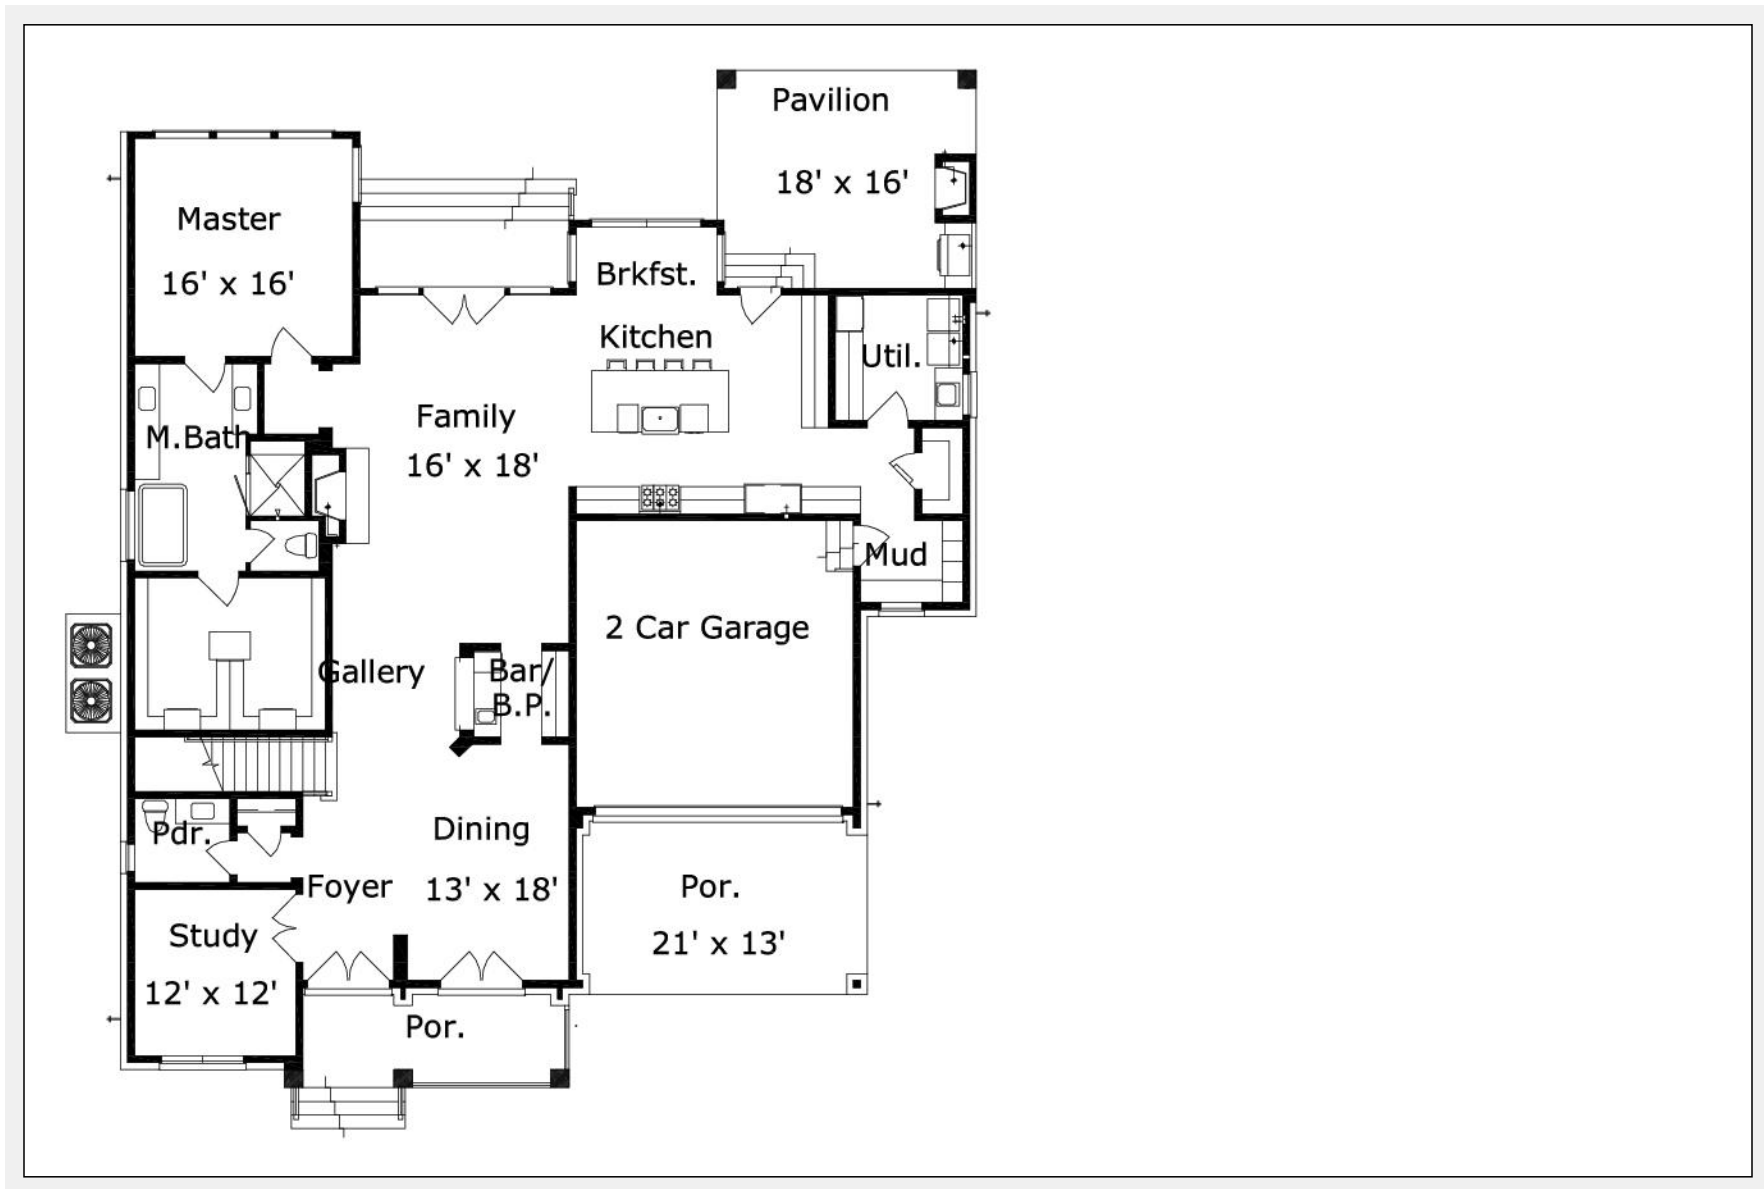 Pavilion
18' x 16'
Master
16' x 16'
Brkfst.
Kitchen
Util.
Family
16' x 18'
M.Bath
Mud
2 Car Garage
Gallery
Bar/
B.P.
Pdr.
Dining
13' x 18'
Foyer
Por.
21' x 13'
Study
12' x 12'
Por.